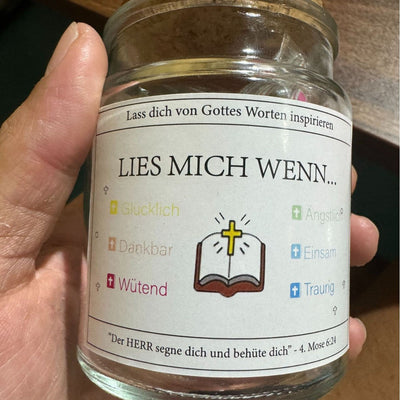 Lass dich von Gottes Worten inspirieren
LIES MICH WENN...
Glücklich
Dankbar
Wütend
Ängstlich
Einsam
Traurig
"Der HERR segne dich und behüte dich" - 4. Mose 6:24